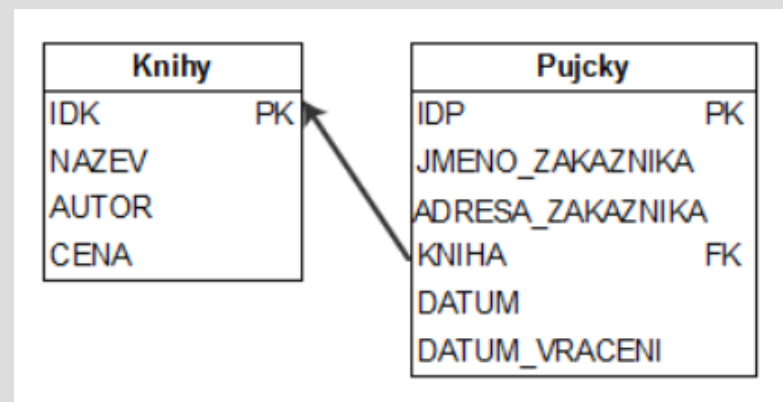 Knihy
IDK PK
NAZEV
AUTOR
CENA
Pujcky
IDP PK
JMENO_ZAKAZNIKA
ADRESA_ZAKAZNIKA
KNIHA FK
DATUM
DATUM_VRACENI